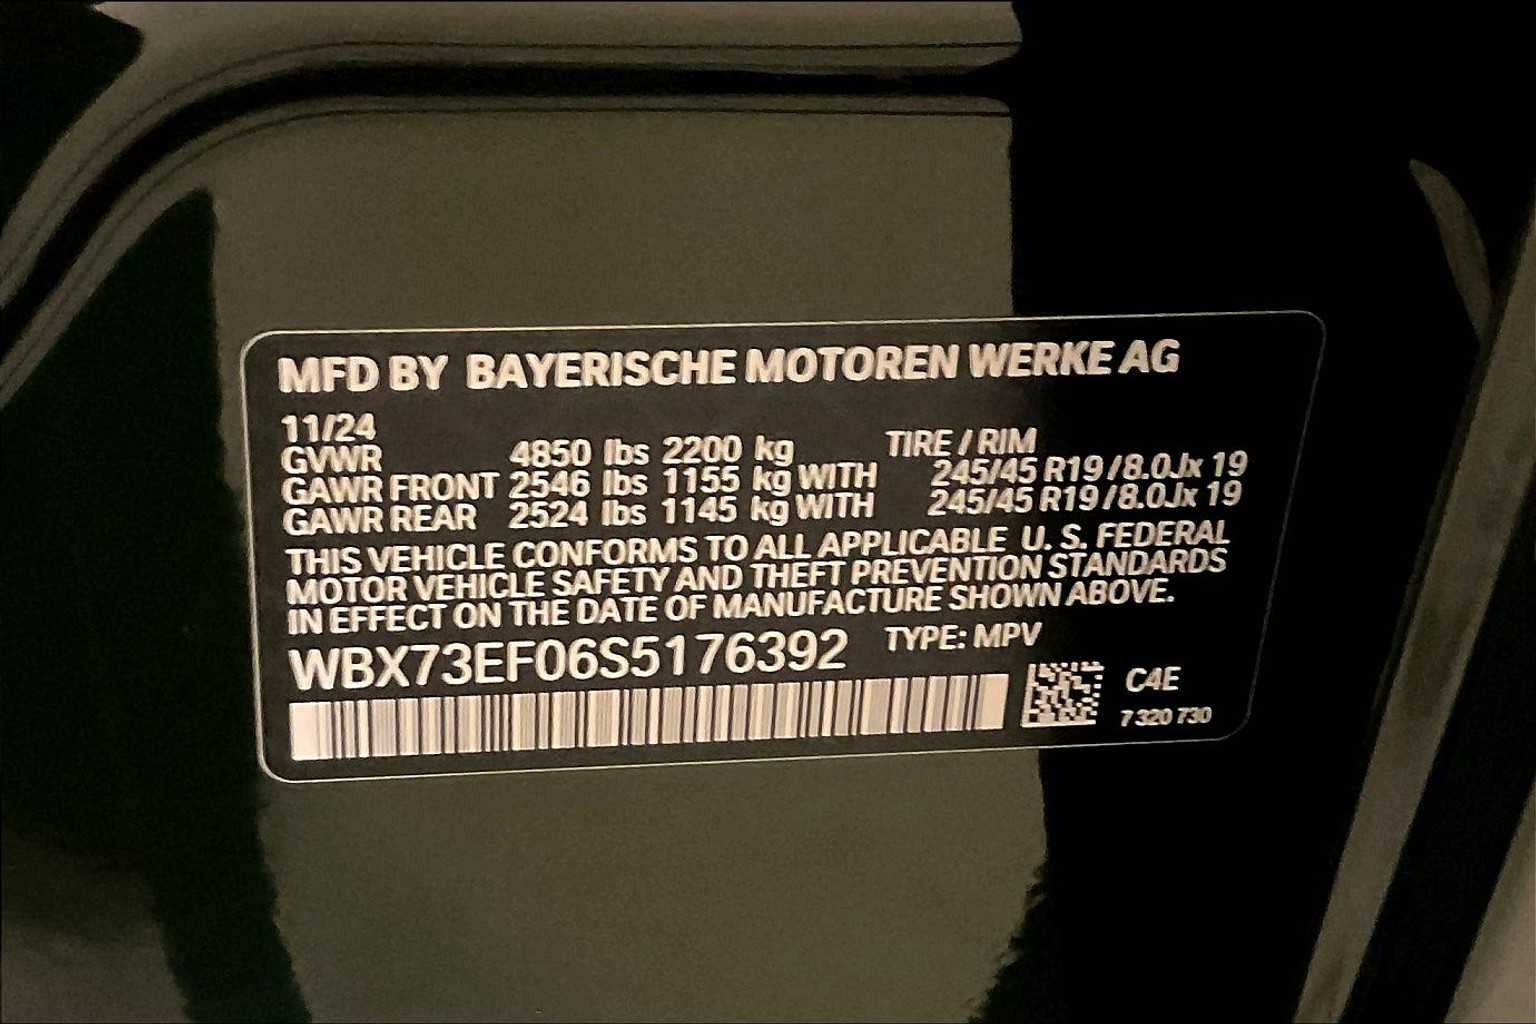 MFD BY BAYERISCHE MOTOREN WERKE AG
11/24
GVWR 4850 lbs 2200 kg TIRE / RIM
GAWR FRONT 2546 lbs 1155 kg WITH 245/45 R19 / 8.0Jx 19
GAWR REAR 2524 lbs 1145 kg WITH 245/45 R19 / 8.0Jx 19
THIS VEHICLE CONFORMS TO ALL APPLICABLE U. S. FEDERAL
MOTOR VEHICLE SAFETY AND THEFT PREVENTION STANDARDS
IN EFFECT ON THE DATE OF MANUFACTURE SHOWN ABOVE.
WBX73EF06S5176392 TYPE: MPV
C4E
7 320 730